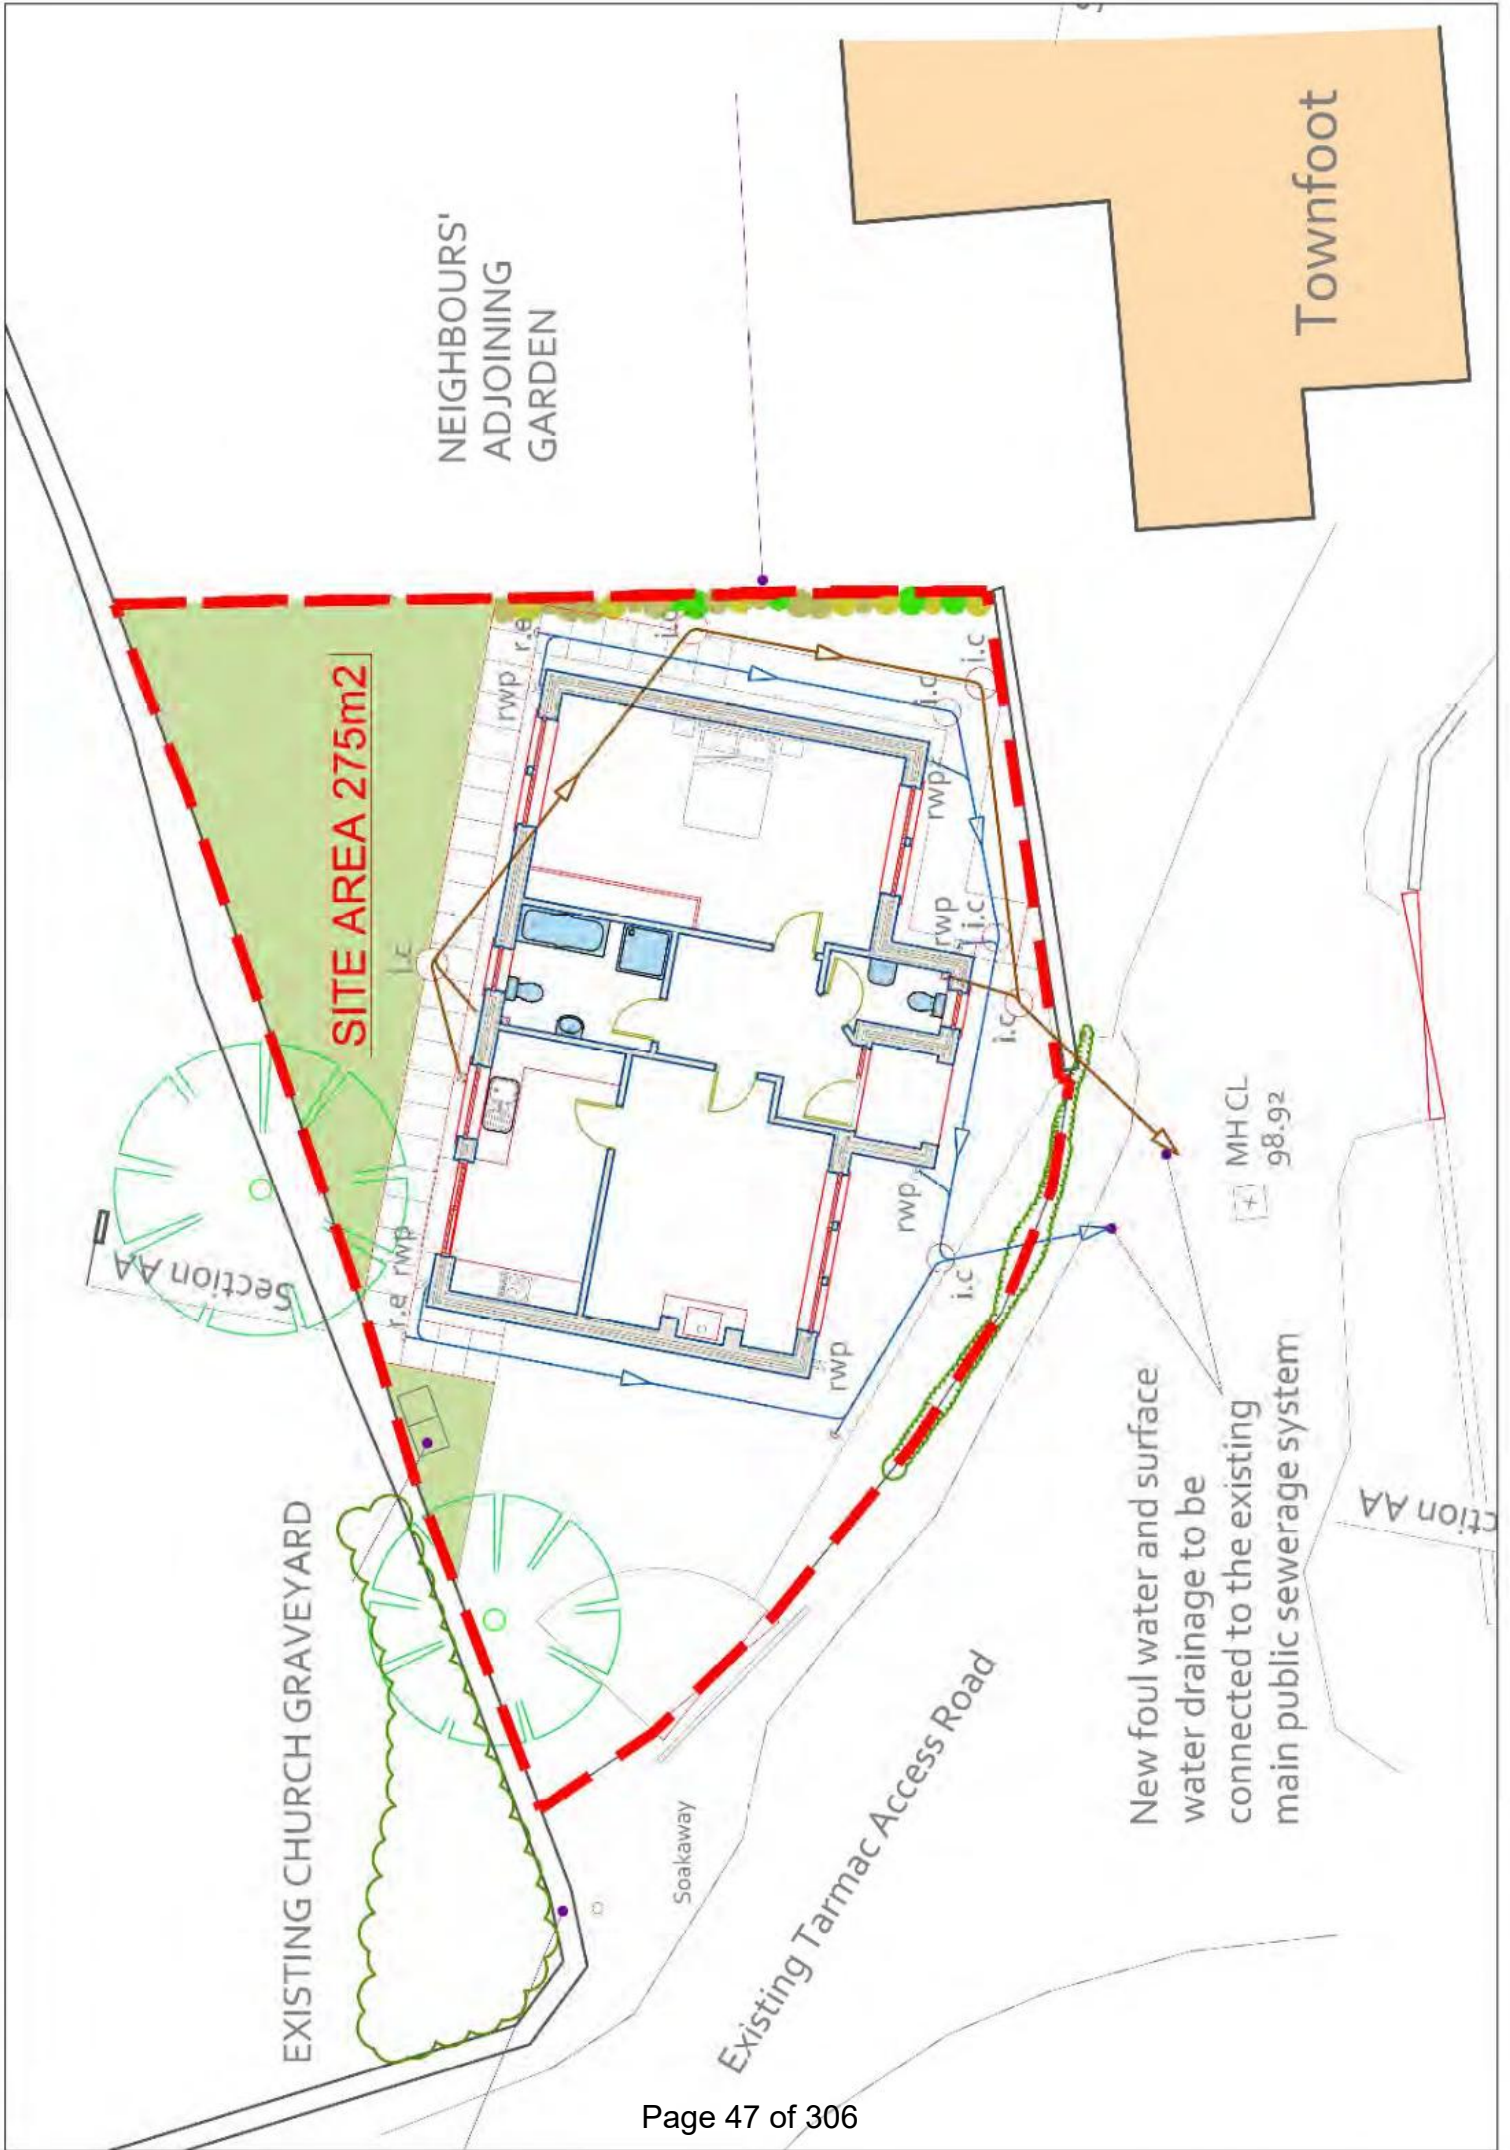 NEIGHBOURS'
ADJOINING
GARDEN
Townfoot
SITE AREA 275m2
r.e
rwp
i.c
i.c
i.c
rwp
i.c
rwp
i.c
i.c
Section AA
r.e
rwp
rwp
i.c
rwp
MH CL
98.92
EXISTING CHURCH GRAVEYARD
New foul water and surface
water drainage to be
connected to the existing
main public sewerage system
ction AA
Soakaway
Existing Tarmac Access Road
Page 47 of 306